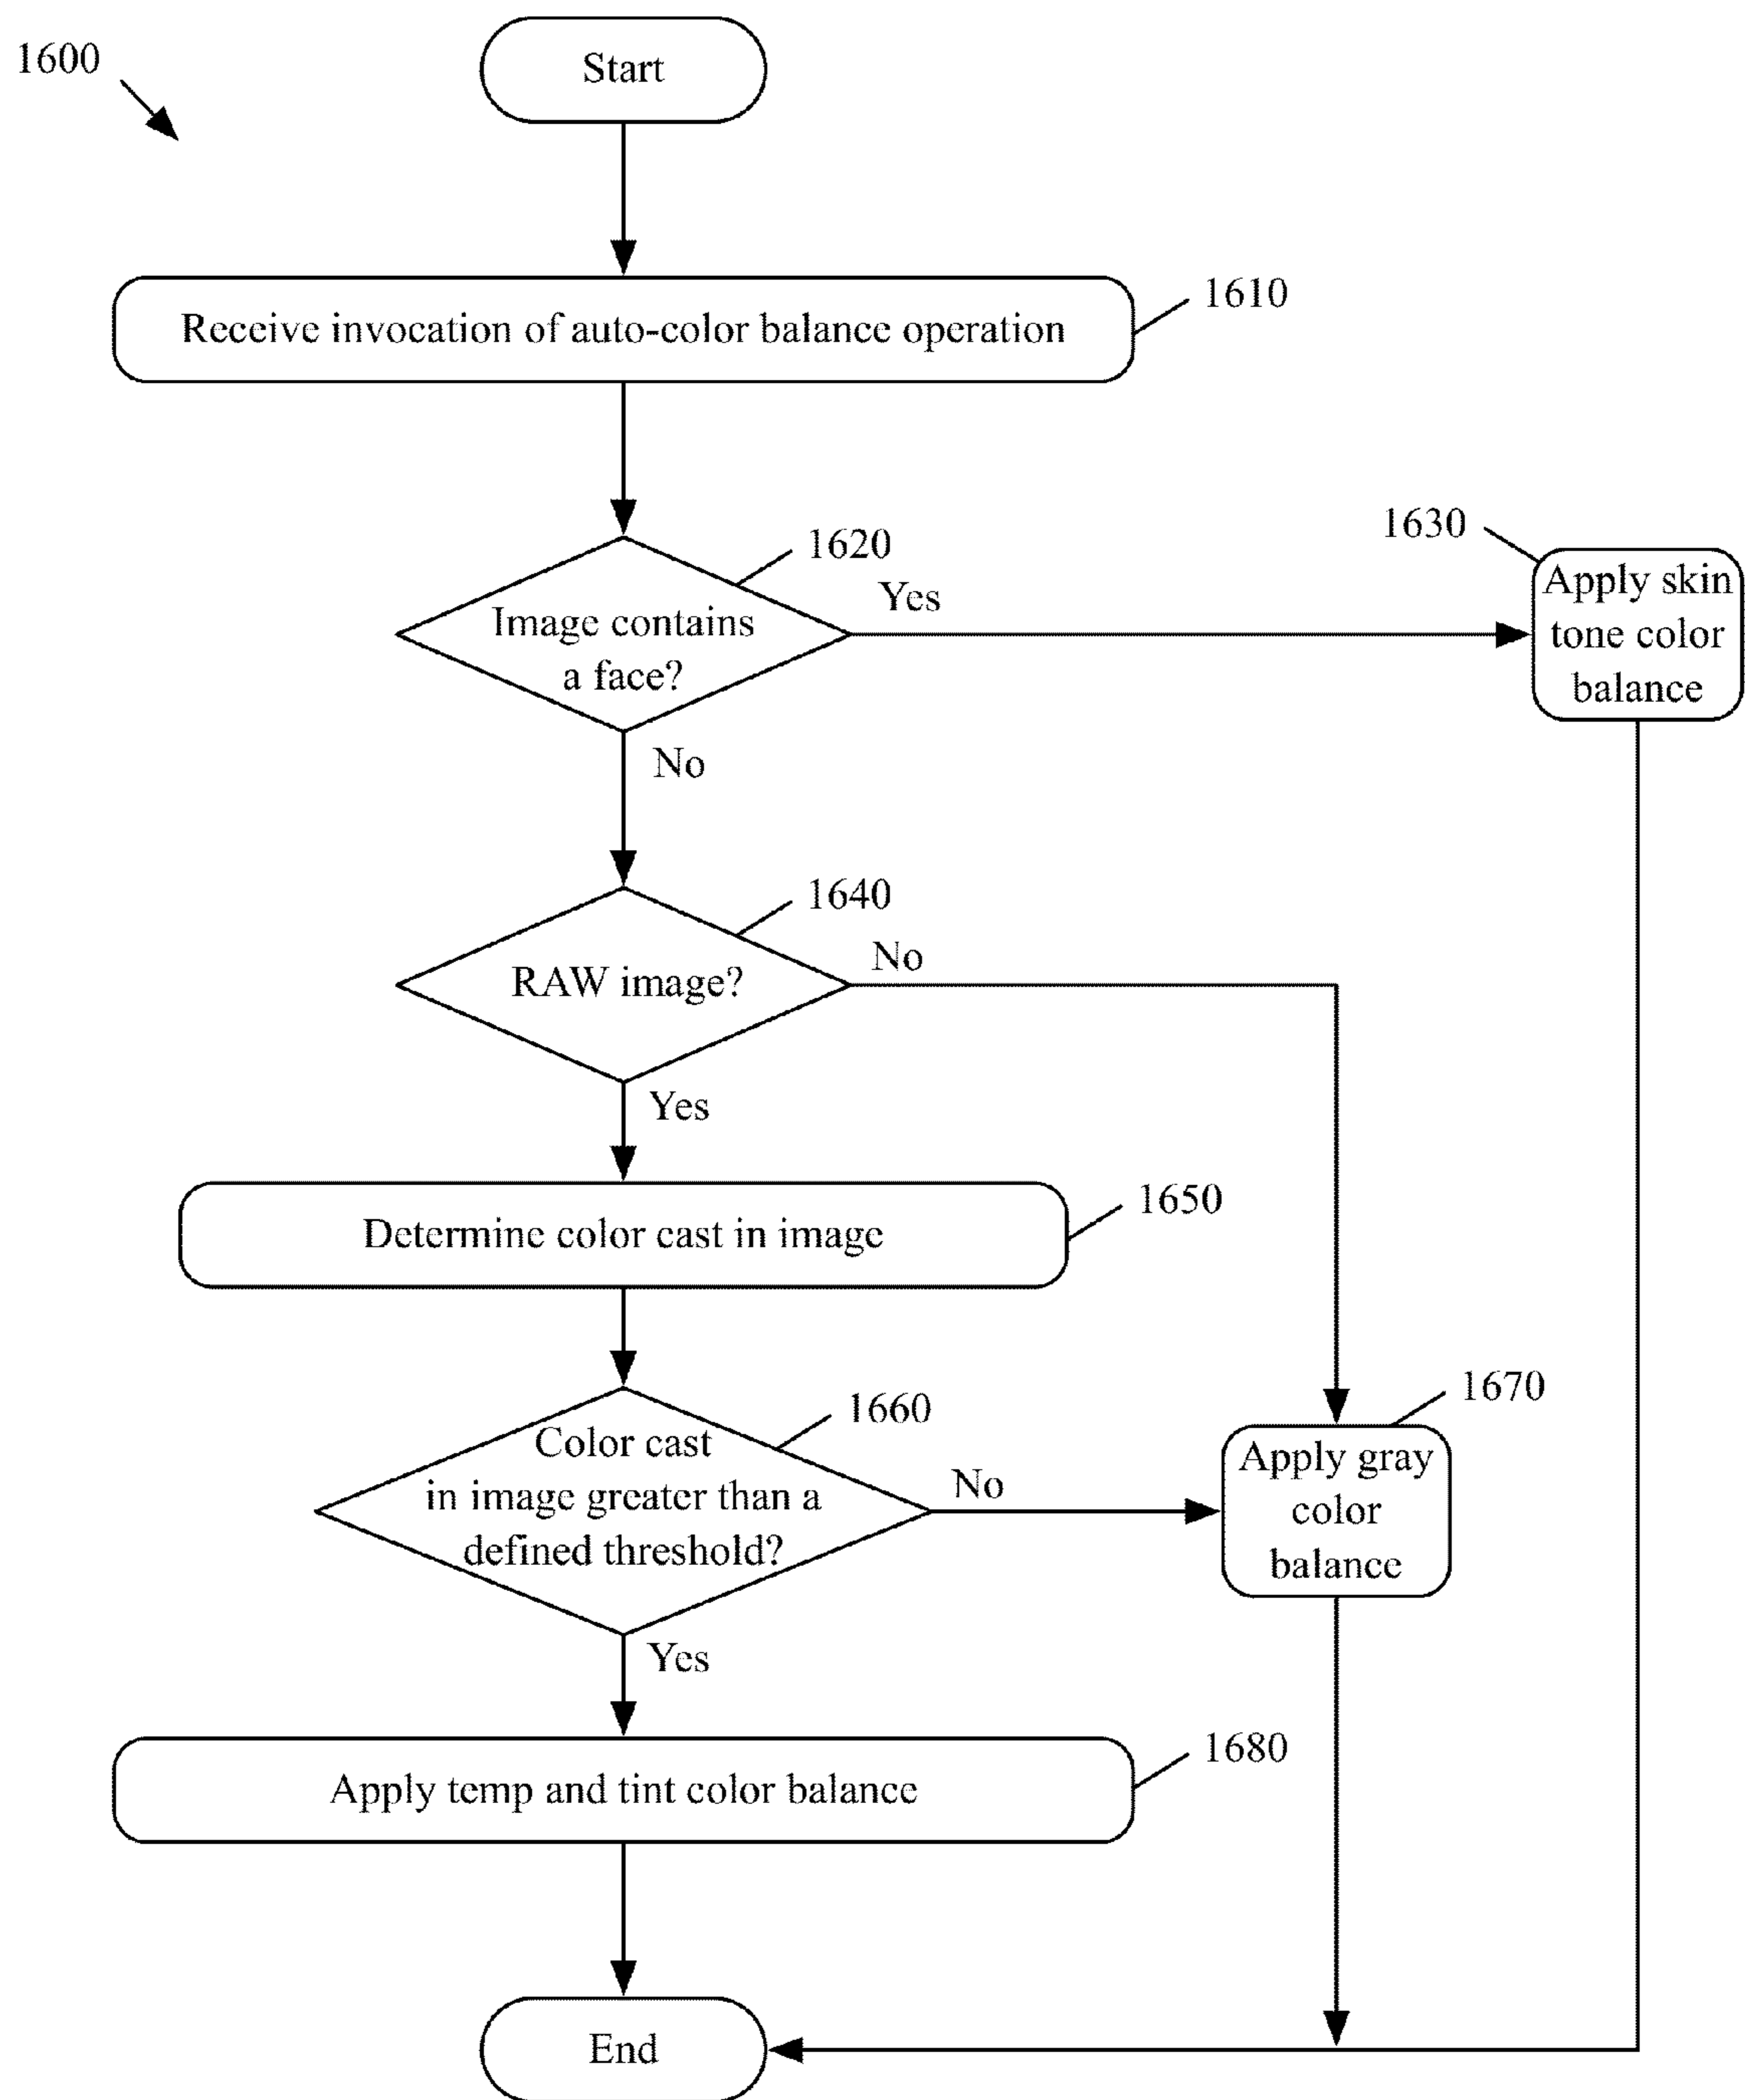 1600
Start
Receive invocation of auto-color balance operation
1610
1620
Image contains
a face?
Yes
1630
Apply skin
tone color
balance
No
1640
RAW image?
No
Yes
Determine color cast in image
1650
1660
Color cast
in image greater than a
defined threshold?
No
1670
Apply gray
color
balance
Yes
Apply temp and tint color balance
1680
End